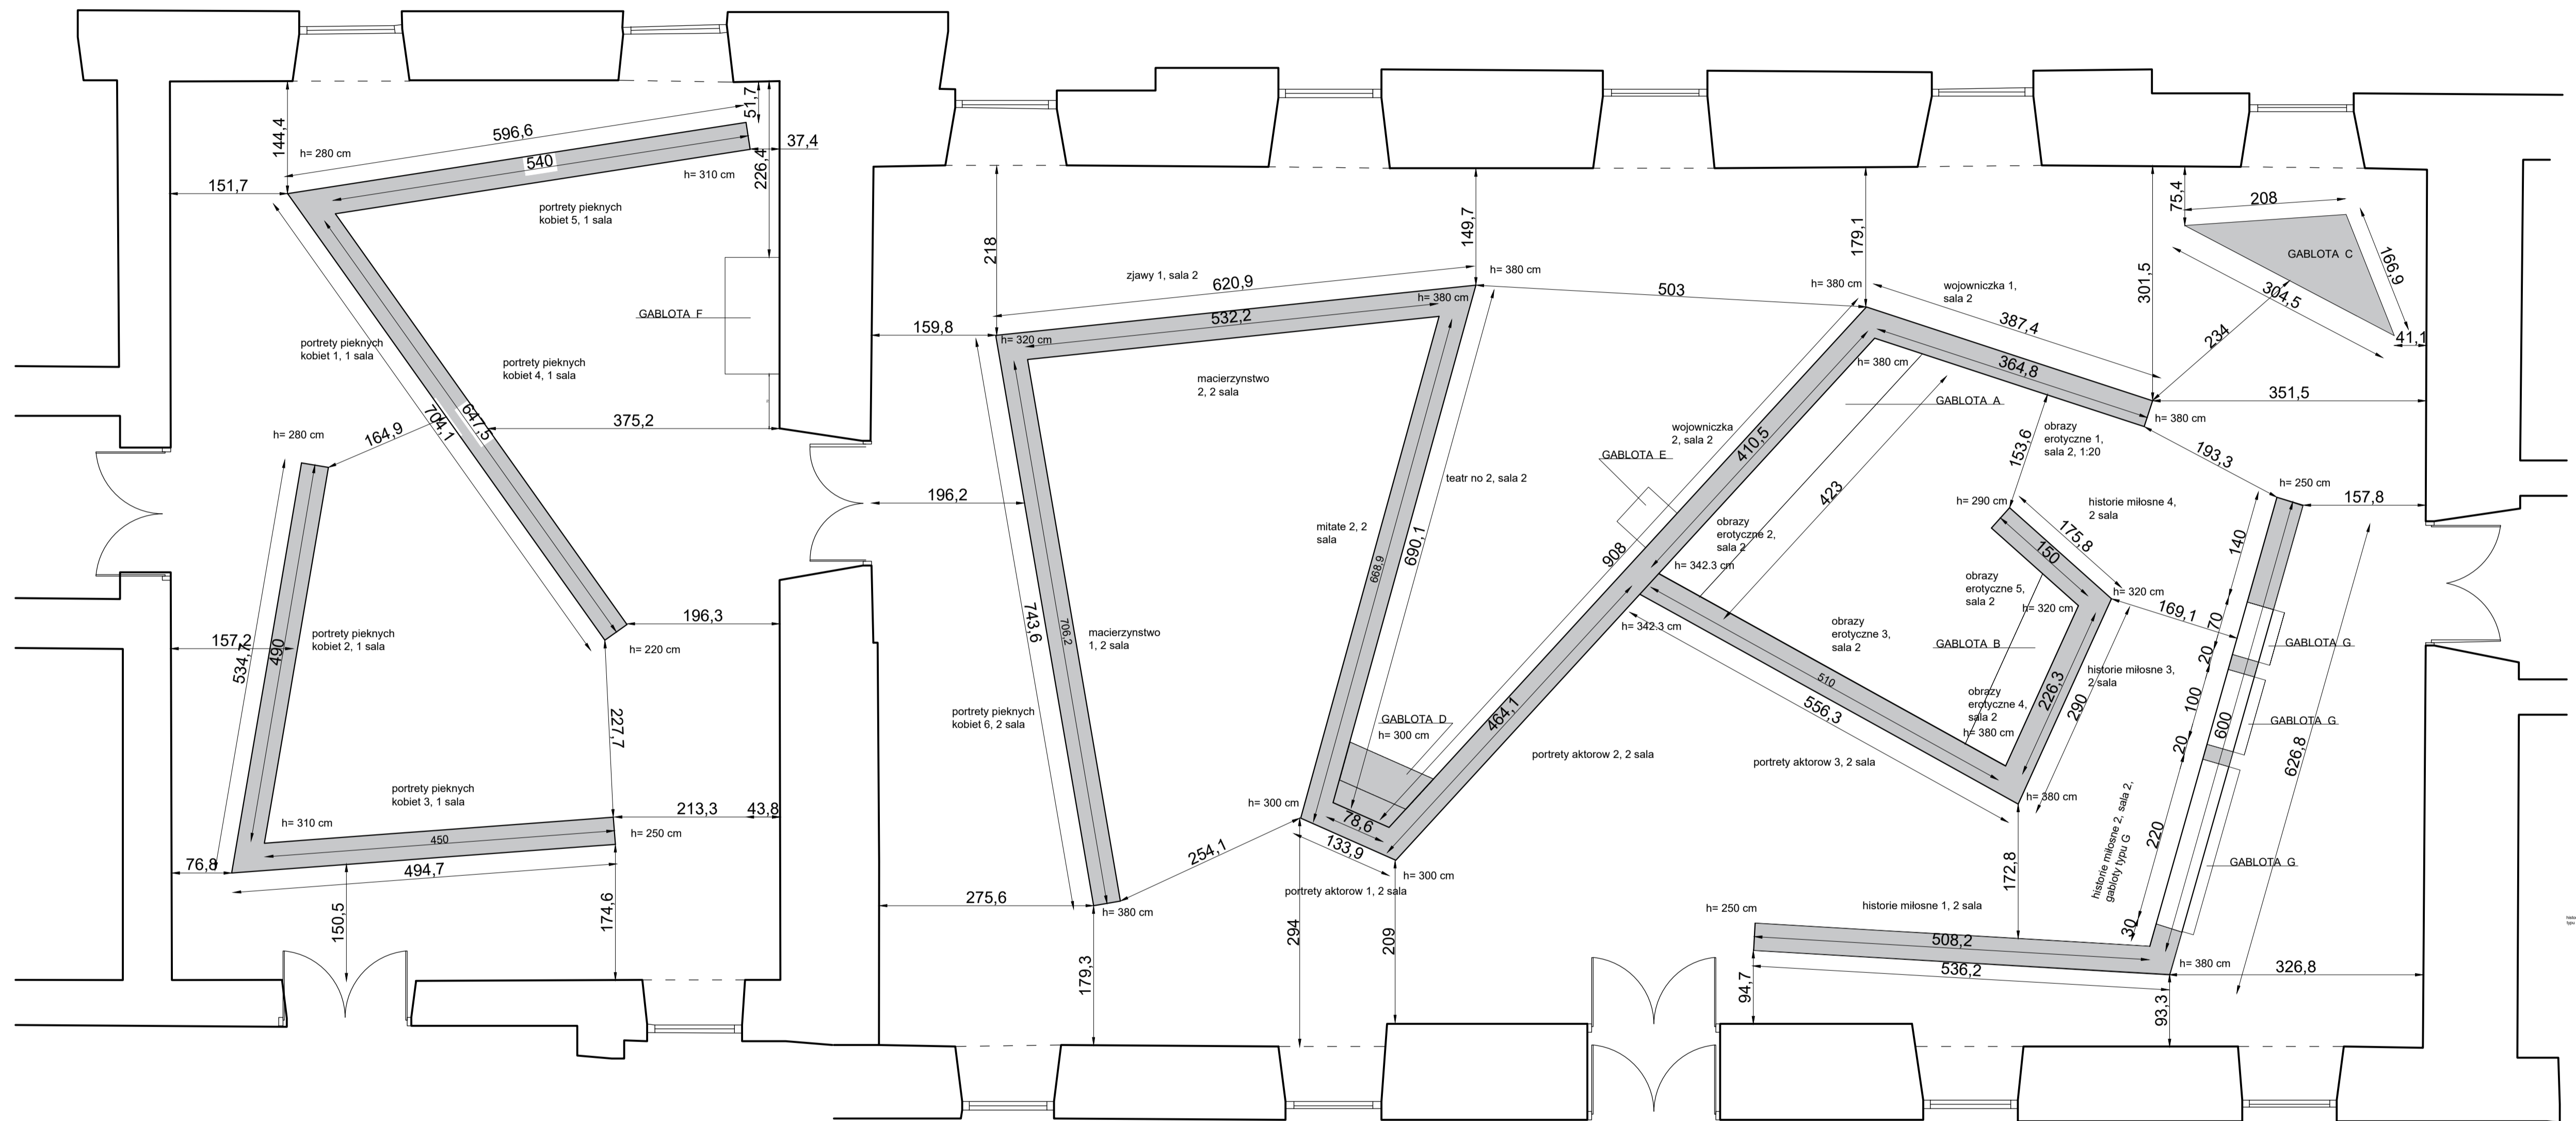 144,4
596,6
51,7
h= 280 cm
540
226,4
37,4
h= 310 cm
151,7
portrety pieknych
kobiet 5, 1 sala
GABLOTA F
portrety pieknych
kobiet 1, 1 sala
portrety pieknych
kobiet 4, 1 sala
704,1
647,5
375,2
h= 280 cm
164,9
196,3
h= 220 cm
157,2
534,7
490
portrety pieknych
kobiet 2, 1 sala
227,7
portrety pieknych
kobiet 3, 1 sala
h= 310 cm
450
213,3
43,8
h= 250 cm
76,8
494,7
150,5
174,6
218
zjawy 1, sala 2
620,9
149,7
h= 380 cm
h= 380 cm
532,2
159,8
h= 320 cm
macierzynstwo
2, 2 sala
196,2
743,6
706,2
macierzynstwo
1, 2 sala
mitate 2, 2
sala
668,9
690,1
teatr no 2, sala 2
portrety pieknych
kobiet 6, 2 sala
275,6
h= 380 cm
179,3
254,1
h= 300 cm
GABLOTA D
h= 300 cm
78,6
133,9
h= 300 cm
portrety aktorow 1, 2 sala
294
209
503
179,1
h= 380 cm
wojowniczka 1,
sala 2
387,4
364,8
h= 380 cm
GABLOTA A
wojowniczka
2, sala 2
410,5
GABLOTA E
908
464,1
423
obrazy
erotyczne 2,
sala 2
h= 342.3 cm
h= 342.3 cm
portrety aktorow 2, 2 sala
301,5
75,4
208
GABLOTA C
166,9
304,5
41,1
234
351,5
h= 380 cm
obrazy
erotyczne 1,
sala 2, 1:20
153,6
193,3
h= 250 cm
157,8
h= 290 cm
historie miłosne 4,
2 sala
175,8
150
obrazy
erotyczne 5,
sala 2
h= 320 cm
h= 320 cm
169,1
obrazy
erotyczne 3,
sala 2
GABLOTA B
510
556,3
obrazy
erotyczne 4,
sala 2
h= 380 cm
226,3
290
historie miłosne 3,
2 sala
portrety aktorow 3, 2 sala
h= 380 cm
140
70
20
100
20
220
30
600
626,8
GABLOTA G
GABLOTA G
GABLOTA G
historie miłosne 2, sala 2,
gabloty typu G
172,8
h= 250 cm
historie miłosne 1, 2 sala
508,2
536,2
94,7
h= 380 cm
326,8
93,3